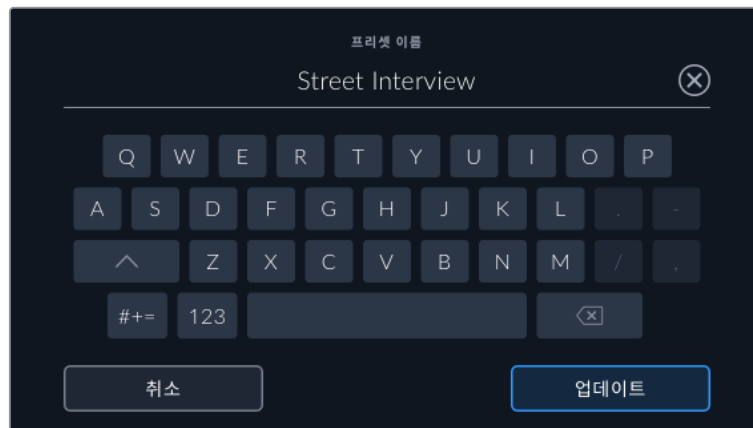 프리셋 이름
Street Interview
Q W E R T Y U I O P
A S D F G H J K L . -
Z X C V B N M / ,
#+= 123
취소 업데이트